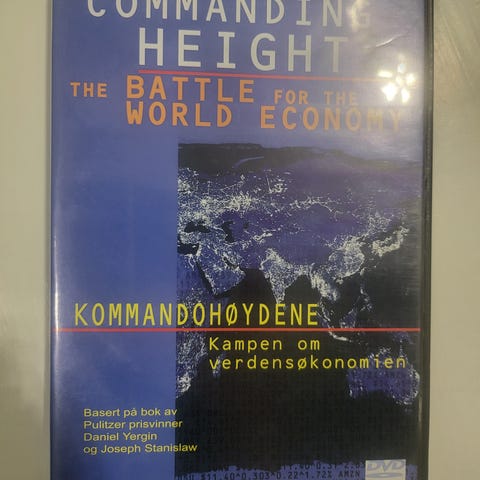 COMMANDING
HEIGHT
THE BATTLE FOR THE
WORLD ECONOMY
KOMMANDOHØYDENE
Kampen om
verdensøkonomien
Basert på bok av
Pulitzer prisvinner
Daniel Yergin
og Joseph Stanislaw
DVD